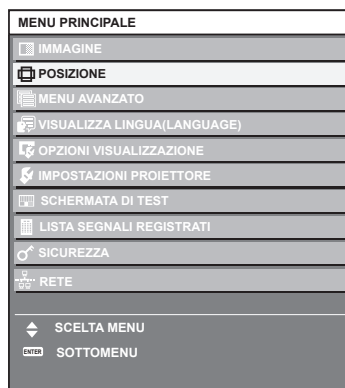 MENU PRINCIPALE
IMMAGINE
POSIZIONE
MENU AVANZATO
VISUALIZZA LINGUA(LANGUAGE)
OPZIONI VISUALIZZAZIONE
IMPOSTAZIONI PROIETTORE
SCHERMATA DI TEST
LISTA SEGNALI REGISTRATI
SICUREZZA
RETE
SCELTA MENU
ENTER SOTTOMENU